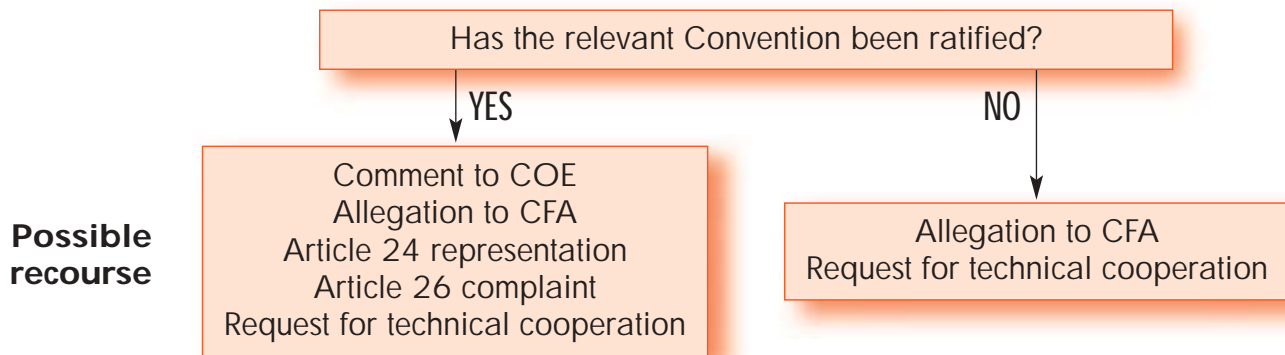 Has the relevant Convention been ratified?
YES
NO
Possible
recourse
Comment to COE
Allegation to CFA
Article 24 representation
Article 26 complaint
Request for technical cooperation
Allegation to CFA
Request for technical cooperation